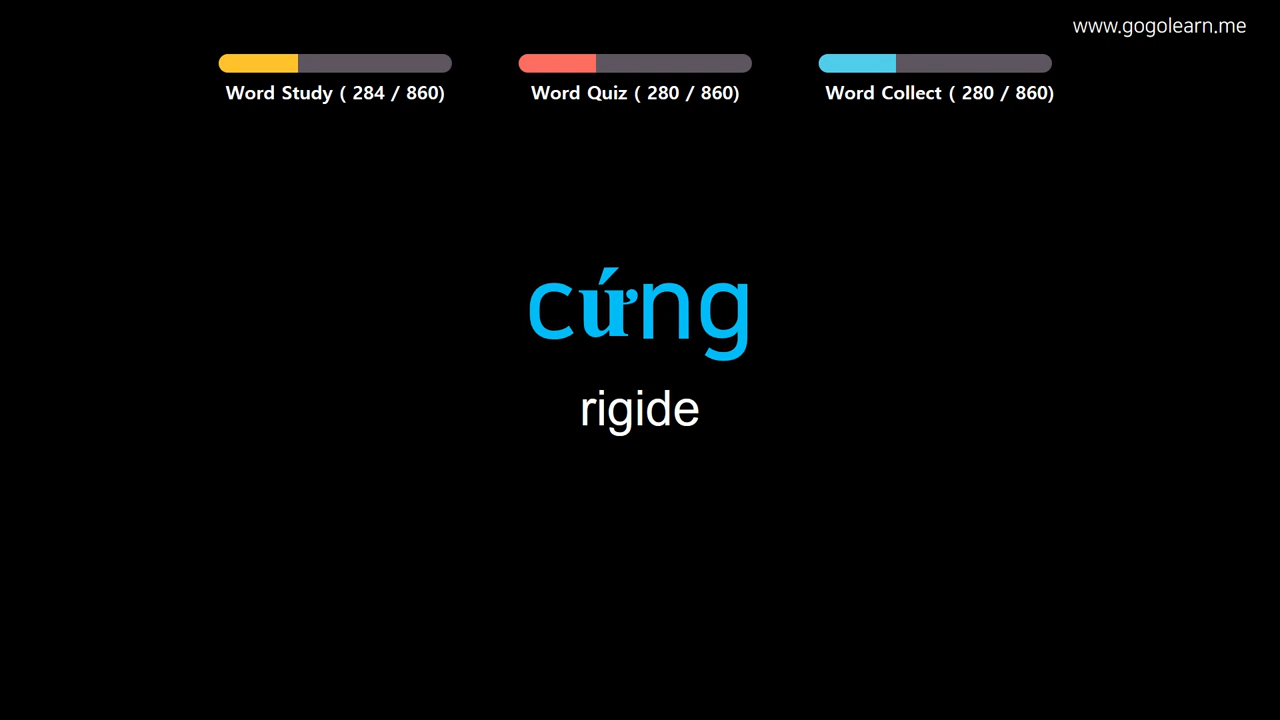 www.gogolearn.me
Word Study ( 284 / 860)
Word Quiz ( 280 / 860)
Word Collect ( 280 / 860)
cứng
rigide